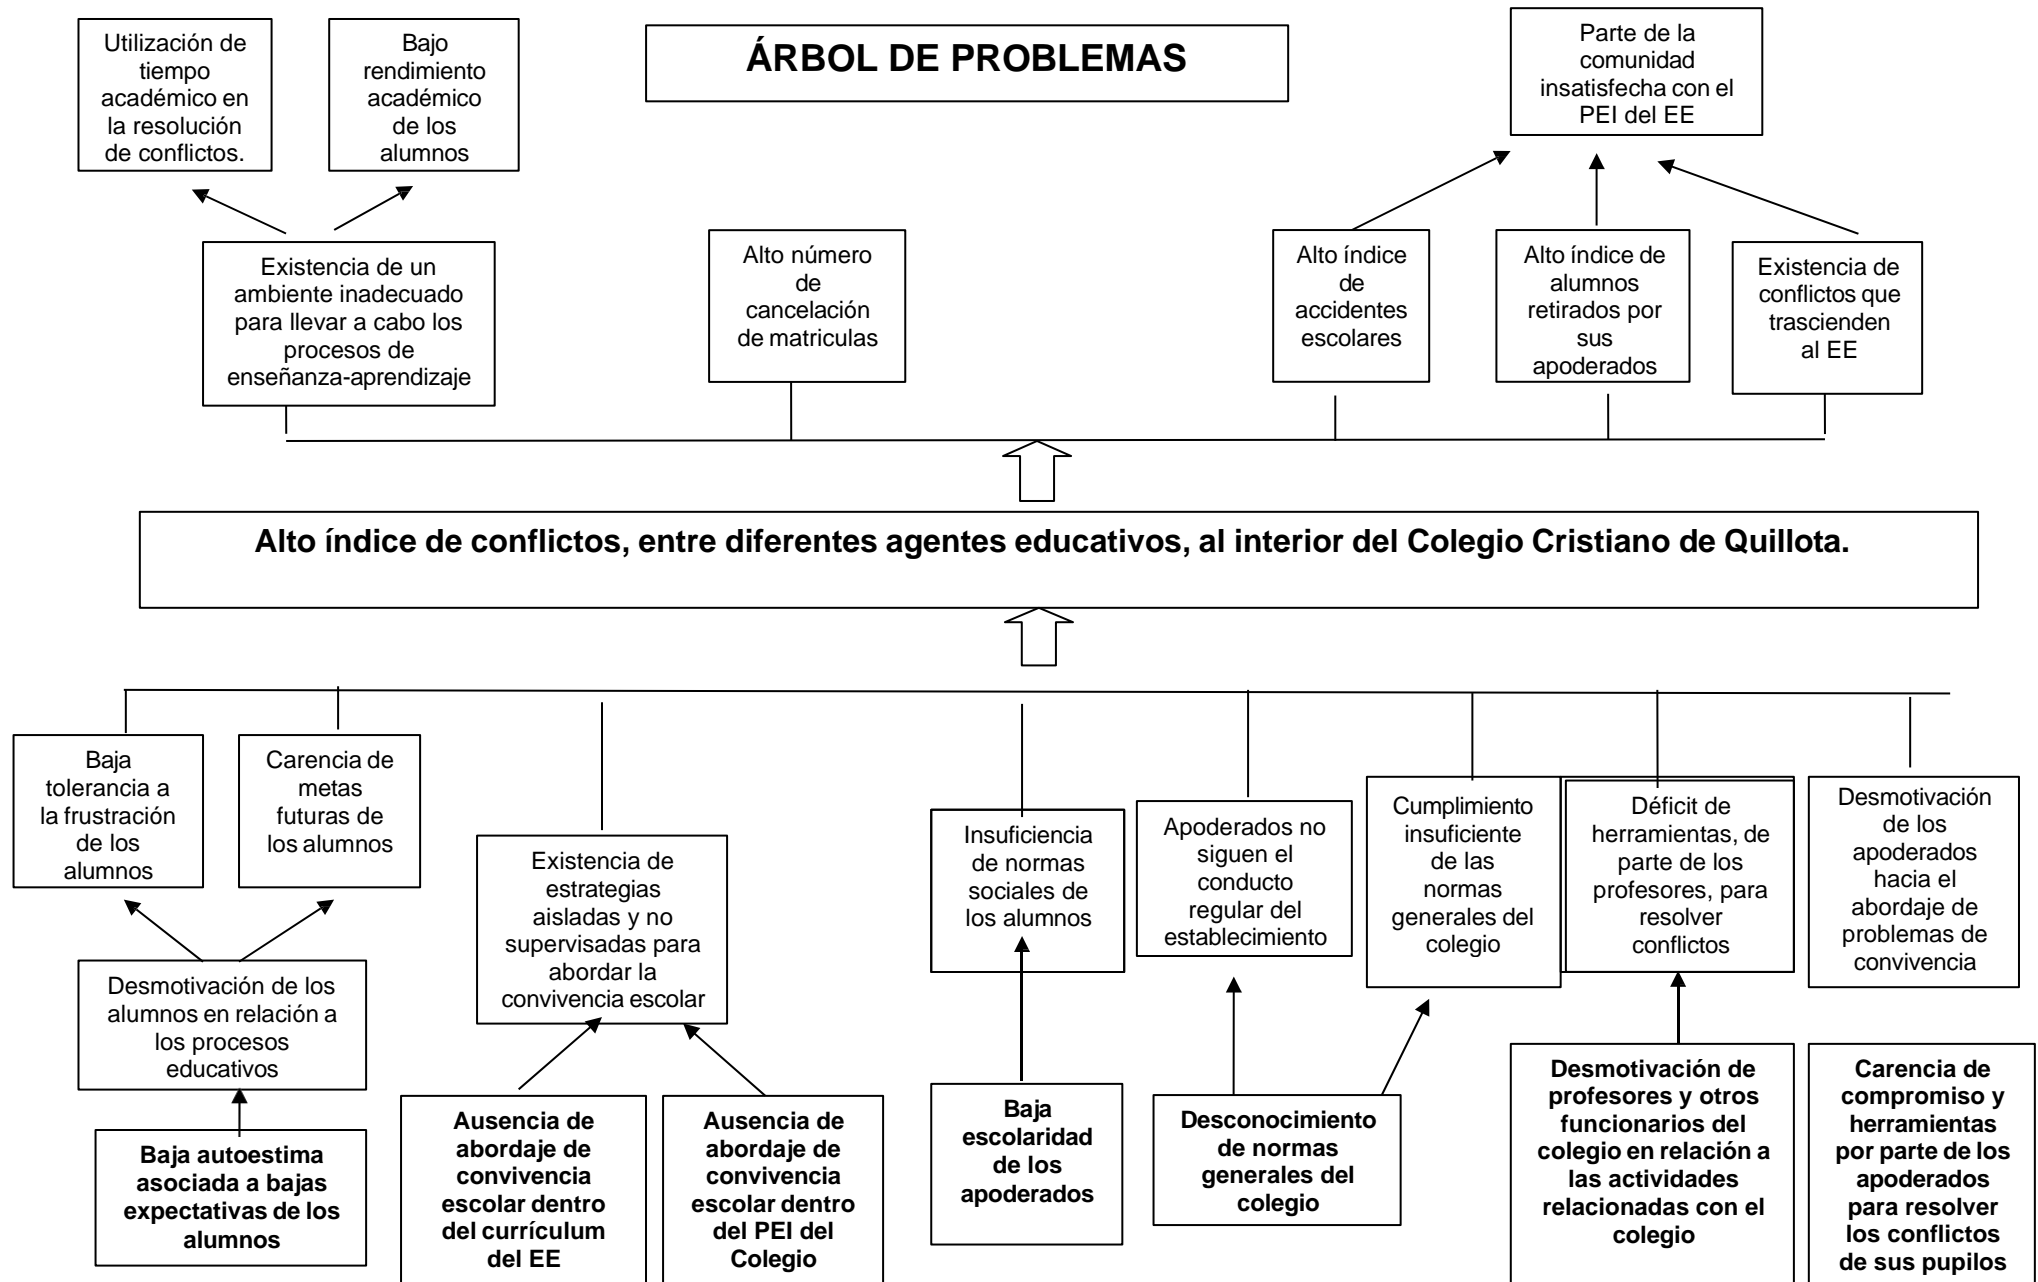 Utilización de
tiempo
académico en
la resolución
de conflictos.
Bajo
rendimiento
académico
de los
alumnos
ÁRBOL DE PROBLEMAS
Parte de la
comunidad
insatisfecha con el
PEI del EE
Existencia de un
ambiente inadecuado
para llevar a cabo los
procesos de
enseñanza-aprendizaje
Alto número
de
cancelación
de matriculas
Alto índice
de
accidentes
escolares
Alto índice de
alumnos
retirados por
sus
apoderados
Existencia de
conflictos que
trascienden
al EE
Alto índice de conflictos, entre diferentes agentes educativos, al interior del Colegio Cristiano de Quillota.
Baja
tolerancia a
la frustración
de los
alumnos
Carencia de
metas
futuras de
los alumnos
Existencia de
estrategias
aisladas y no
supervisadas para
abordar la
convivencia escolar
Insuficiencia
de normas
sociales de
los alumnos
Apoderados no
siguen el
conducto
regular del
establecimiento
Cumplimiento
insuficiente
de las
normas
generales del
colegio
Déficit de
herramientas, de
parte de los
profesores, para
resolver
conflictos
Desmotivación
de los
apoderados
hacia el
abordaje de
problemas de
convivencia
Desmotivación de los
alumnos en relación a
los procesos
educativos
Baja autoestima
asociada a bajas
expectativas de los
alumnos
Ausencia de
abordaje de
convivencia
escolar dentro
del currículum
del EE
Ausencia de
abordaje de
convivencia
escolar dentro
del PEI del
Colegio
Baja
escolaridad
de los
apoderados
Desconocimiento
de normas
generales del
colegio
Desmotivación de
profesores y otros
funcionarios del
colegio en relación a
las actividades
relacionadas con el
colegio
Carencia de
compromiso y
herramientas
por parte de los
apoderados
para resolver
los conflictos
de sus pupilos